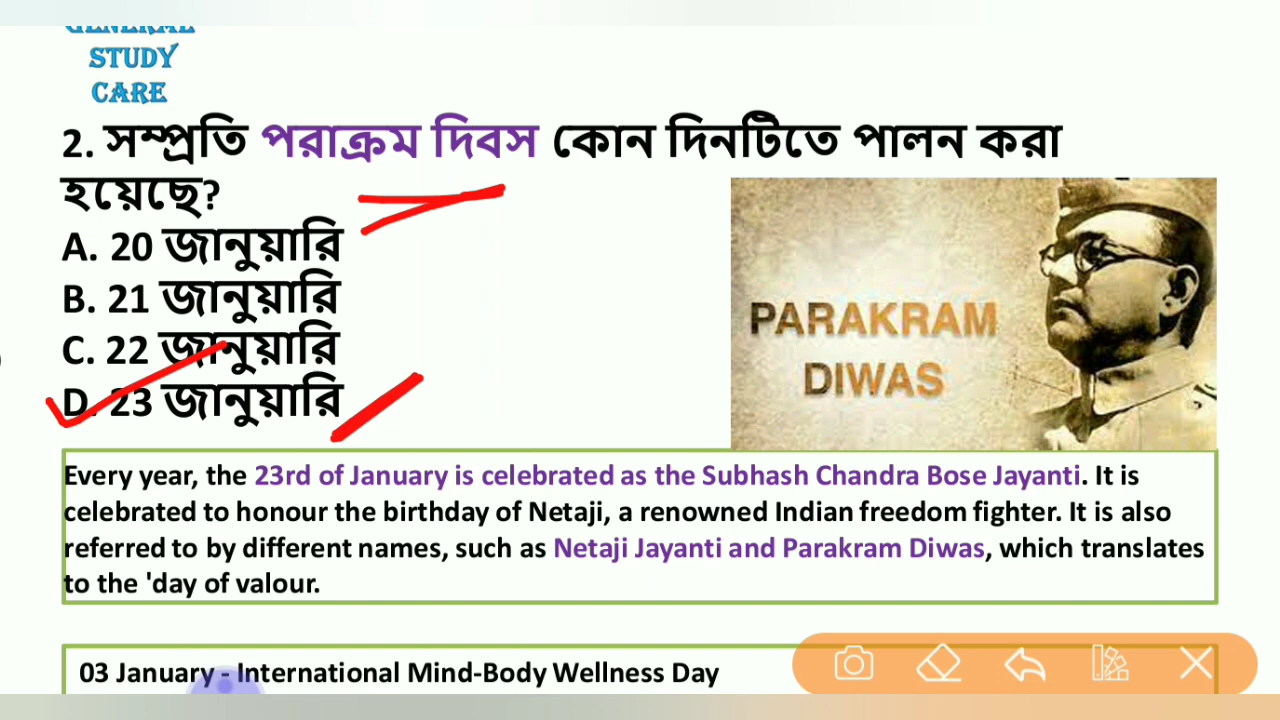 GENERAL
STUDY
CARE
2. সম্প্রতি পরাক্রম দিবস কোন দিনটিতে পালন করা
হয়েছে?
A. 20 জানুয়ারি
B. 21 জানুয়ারি
C. 22 জানুয়ারি
D. 23 জানুয়ারি
PARAKRAM
DIWAS
Every year, the 23rd of January is celebrated as the Subhash Chandra Bose Jayanti. It is
celebrated to honour the birthday of Netaji, a renowned Indian freedom fighter. It is also
referred to by different names, such as Netaji Jayanti and Parakram Diwas, which translates
to the 'day of valour.
03 January - International Mind-Body Wellness Day